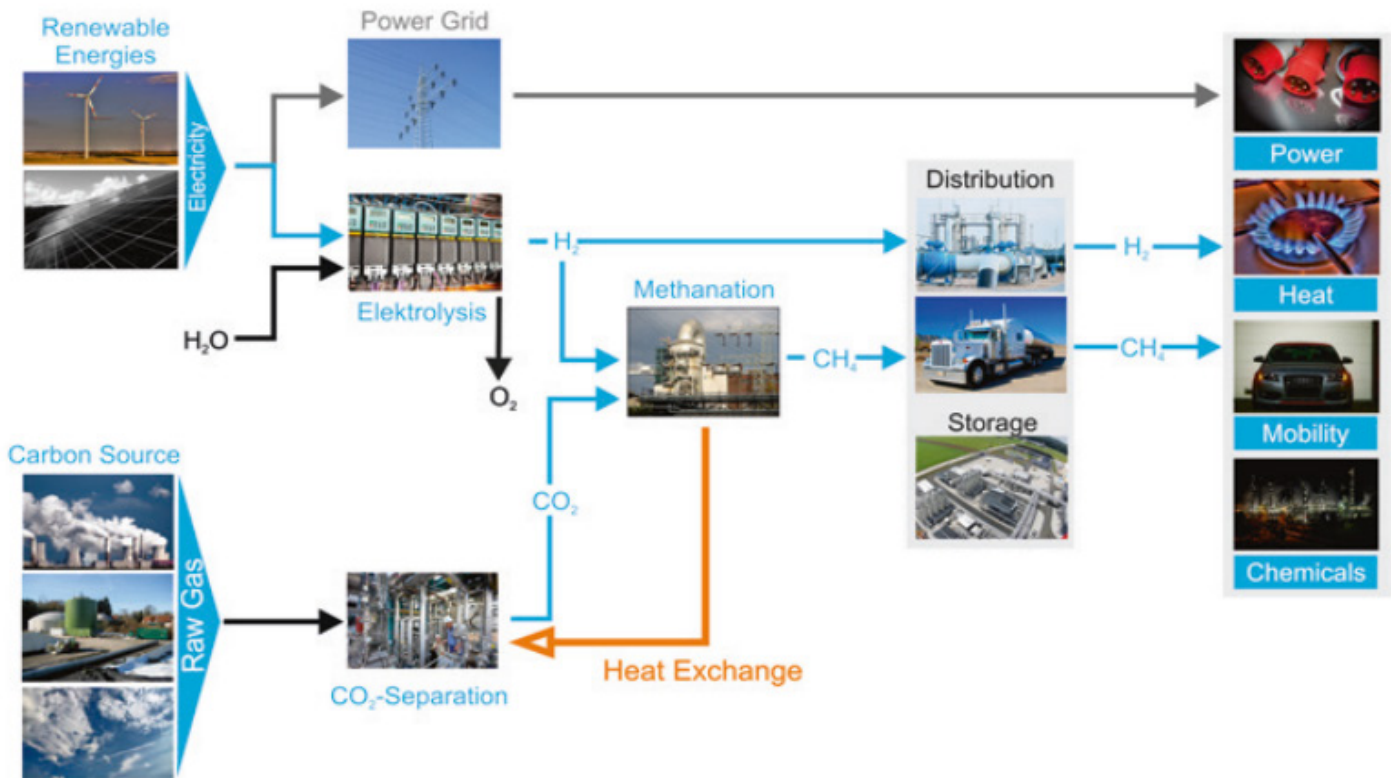 Renewable
Energies
Electricity
Power Grid
Elektrolysis
H₂O
O₂
H₂
Methanation
CH₄
Distribution
Storage
H₂
CH₄
Power
Heat
Mobility
Chemicals
Carbon Source
Raw Gas
CO₂
CO₂-Separation
Heat Exchange